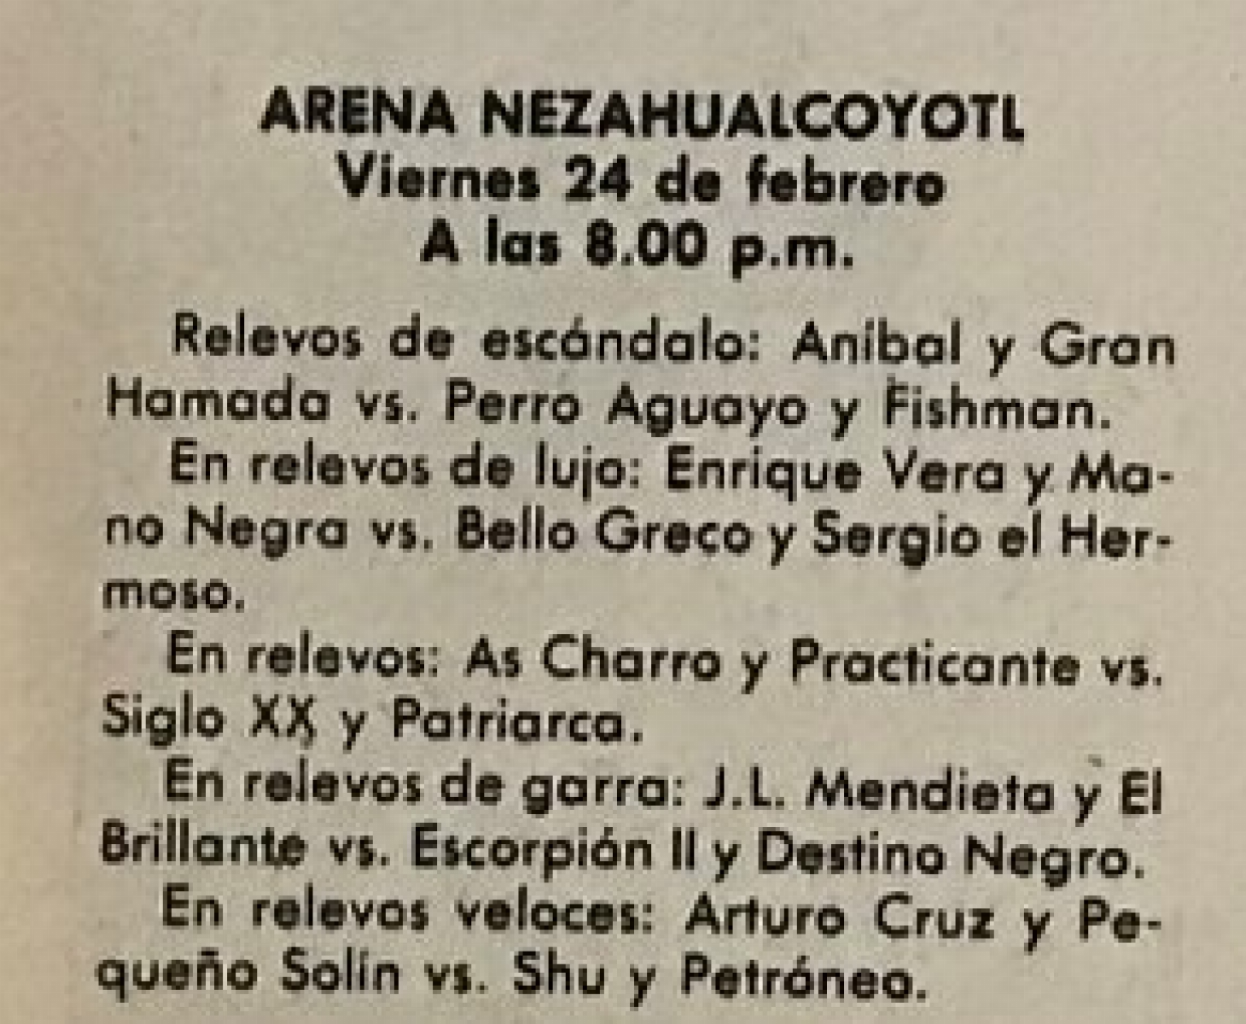 ARENA NEZAHUALCOYOTL
Viernes 24 de febrero
A las 8.00 p.m.
Relevos de escándalo: Anibal y Gran
Hamada vs. Perro Aguayo y Fishman.
En relevos de lujo: Enrique Vera y Ma-
no Negra vs. Bello Greco y Sergio el Her-
moso.
En relevos: As Charro y Practicante vs.
Siglo XX y Patriarca.
En relevos de garra: J.L. Mendieta y El
Brillante vs. Escorpión II y Destino Negro.
En relevos veloces: Arturo Cruz y Pe-
queño Solín vs. Shu y Petróneo.